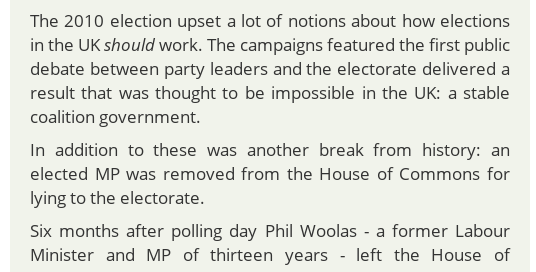 The 2010 election upset a lot of notions about how elections
in the UK should work. The campaigns featured the first public
debate between party leaders and the electorate delivered a
result that was thought to be impossible in the UK: a stable
coalition government.
In addition to these was another break from history: an
elected MP was removed from the House of Commons for
lying to the electorate.
Six months after polling day Phil Woolas - a former Labour
Minister and MP of thirteen years - left the House of